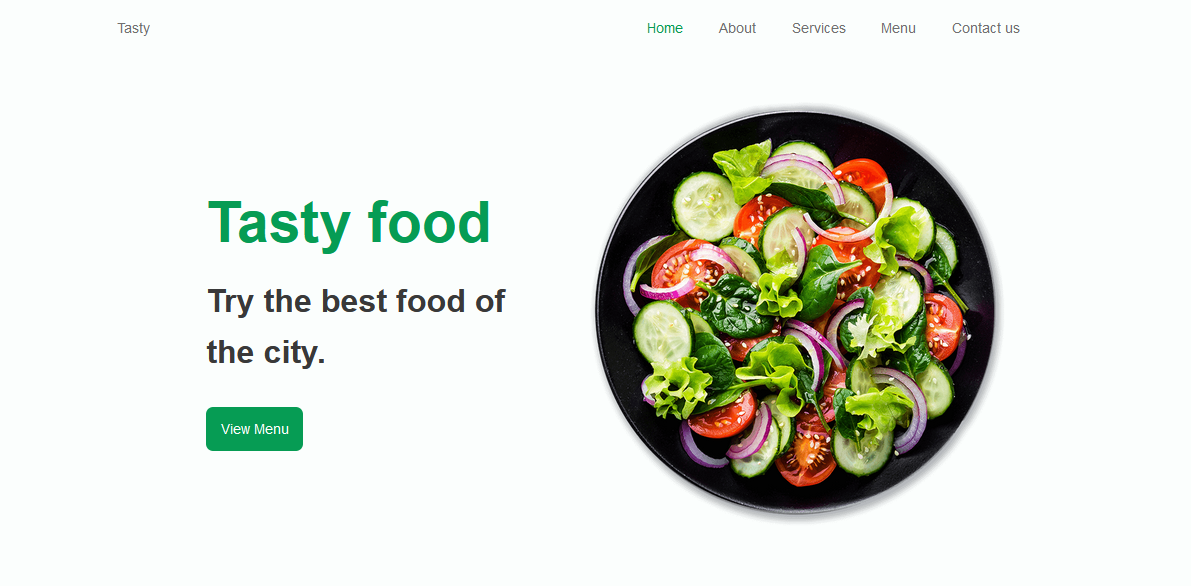 Tasty Home About Services Menu Contact us
Tasty food
Try the best food of
the city.
View Menu